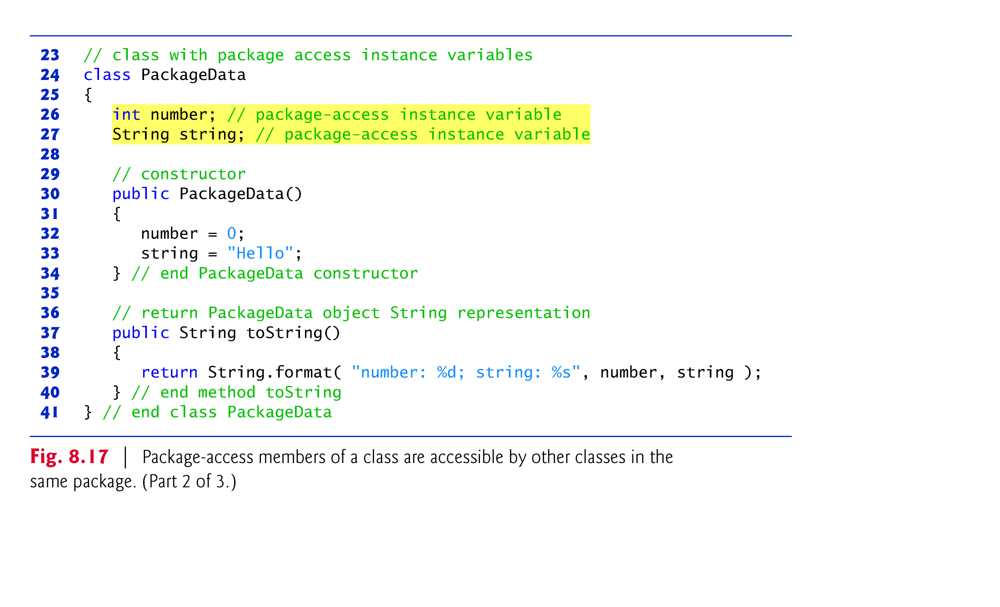 23 // class with package access instance variables
24 class PackageData
25 {
26    int number; // package-access instance variable
27    String string; // package-access instance variable
28
29    // constructor
30    public PackageData()
31    {
32       number = 0;
33       string = "Hello";
34    } // end PackageData constructor
35
36    // return PackageData object String representation
37    public String toString()
38    {
39       return String.format( "number: %d; string: %s", number, string );
40    } // end method toString
41 } // end class PackageData
Fig. 8.17 | Package-access members of a class are accessible by other classes in the
same package. (Part 2 of 3.)